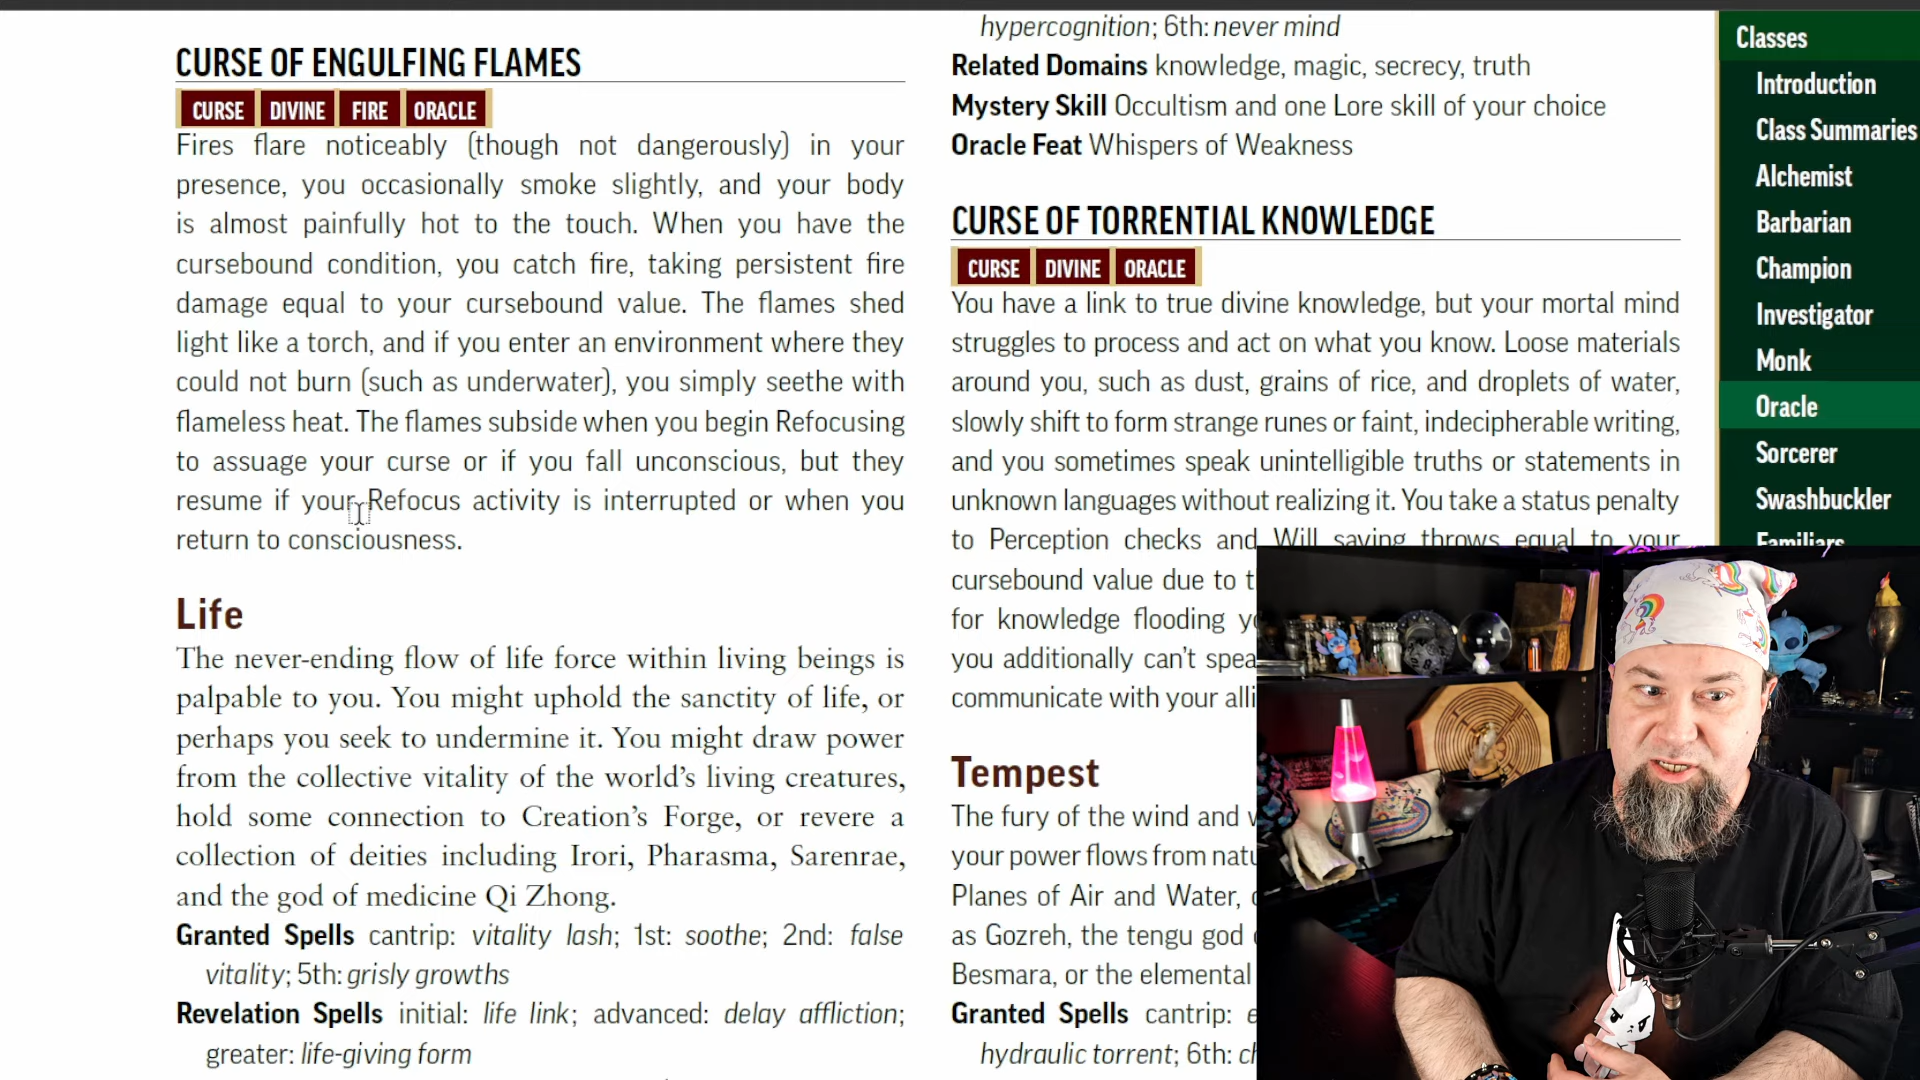 CURSE OF ENGULFING FLAMES
CURSE DIVINE FIRE ORACLE
Fires flare noticeably (though not dangerously) in your
presence, you occasionally smoke slightly, and your body
is almost painfully hot to the touch. When you have the
cursebound condition, you catch fire, taking persistent fire
damage equal to your cursebound value. The flames shed
light like a torch, and if you enter an environment where they
could not burn (such as underwater), you simply seethe with
flameless heat. The flames subside when you begin Refocusing
to assuage your curse or if you fall unconscious, but they
resume if your Refocus activity is interrupted or when you
return to consciousness.
Life
The never-ending flow of life force within living beings is
palpable to you. You might uphold the sanctity of life, or
perhaps you seek to undermine it. You might draw power
from the collective vitality of the world's living creatures,
hold some connection to Creation's Forge, or revere a
collection of deities including Irori, Pharasma, Sarenrae,
and the god of medicine Qi Zhong.
Granted Spells cantrip: vitality lash; 1st: soothe; 2nd: false
vitality; 5th: grisly growths
Revelation Spells initial: life link; advanced: delay affliction;
greater: life-giving form
hypercognition; 6th: never mind
Related Domains knowledge, magic, secrecy, truth
Mystery Skill Occultism and one Lore skill of your choice
Oracle Feat Whispers of Weakness
CURSE OF TORRENTIAL KNOWLEDGE
CURSE DIVINE ORACLE
You have a link to true divine knowledge, but your mortal mind
struggles to process and act on what you know. Loose materials
around you, such as dust, grains of rice, and droplets of water,
slowly shift to form strange runes or faint, indecipherable writing,
and you sometimes speak unintelligible truths or statements in
unknown languages without realizing it. You take a status penalty
to Perception checks and Will saving throws equal to your
cursebound value due to
for knowledge flooding
you additionally can't
communicate with your
Tempest
The fury of the wind and
your power flows from
Planes of Air and Water,
as Gozreh, the tengu god
Besmara, or the elemental
Granted Spells cantrip:
hydraulic torrent; 6th:
Classes
Introduction
Class Summaries
Alchemist
Barbarian
Champion
Investigator
Monk
Oracle
Sorcerer
Swashbuckler
Familiars